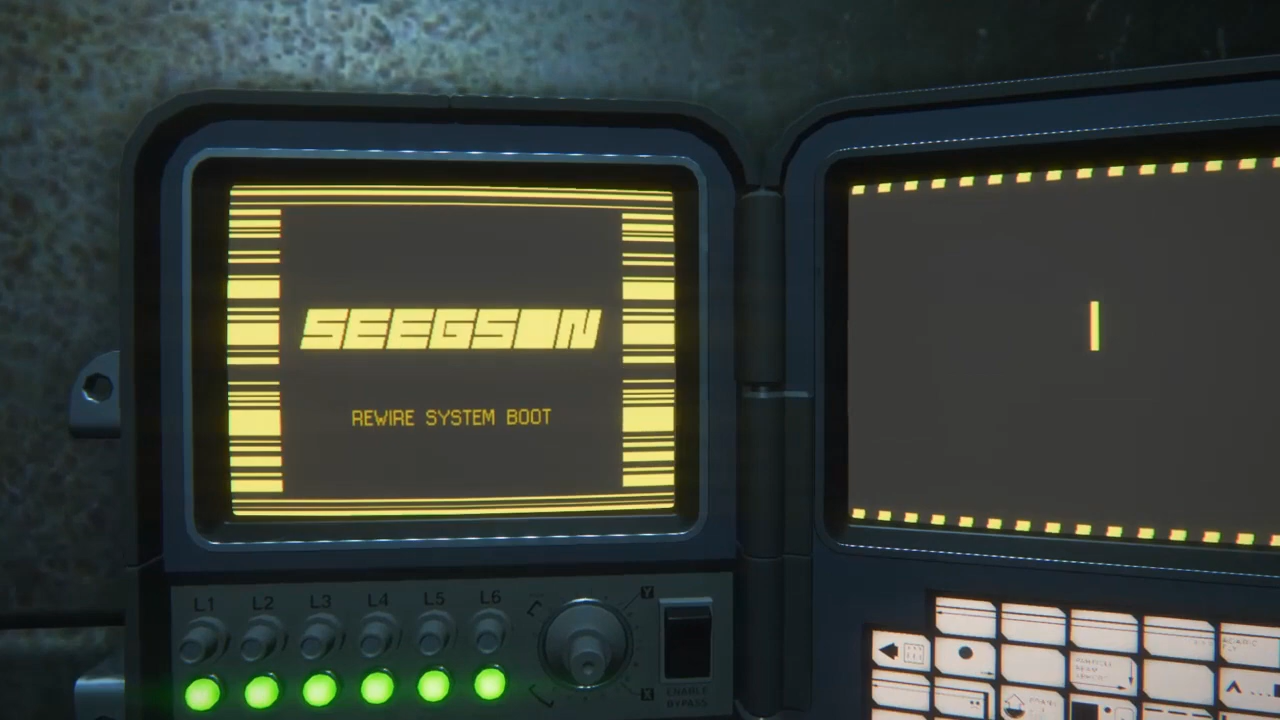 SEEGSON
REWIRE SYSTEM BOOT
L1 L2 L3 L4 L5 L6
Y
X
ENABLE
BYPASS